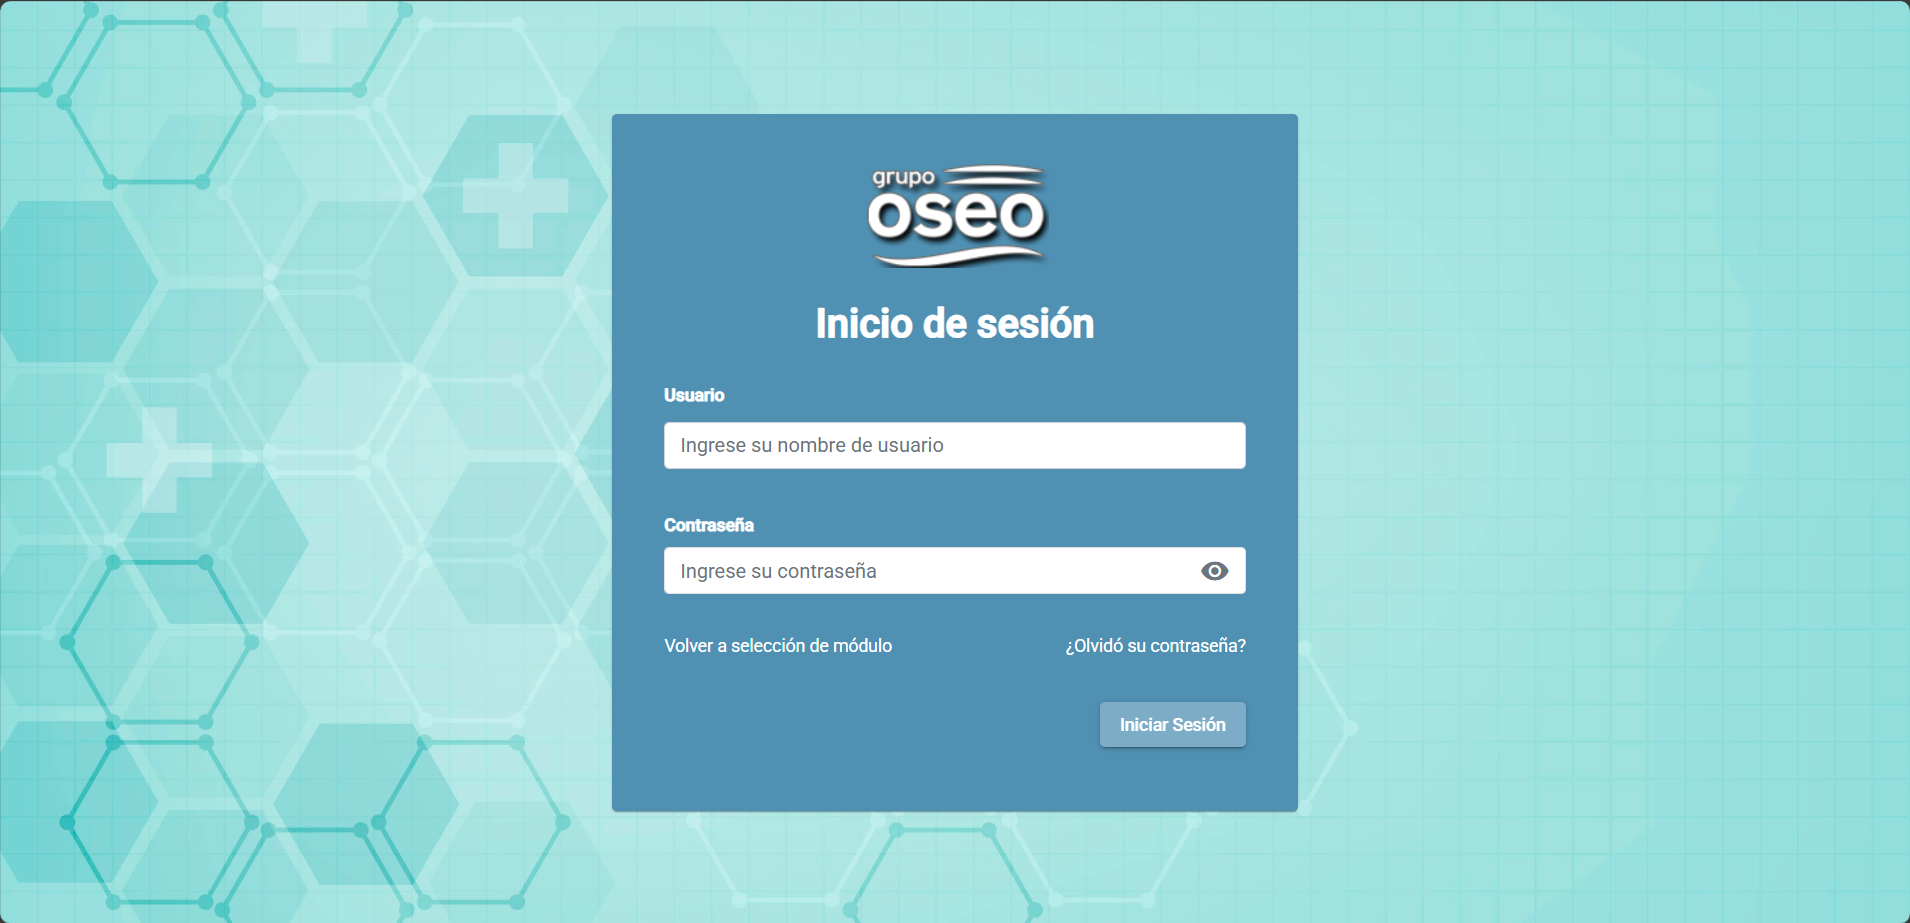 grupo
oseo
Inicio de sesión
Usuario
Ingrese su nombre de usuario
Contraseña
Ingrese su contraseña
Volver a selección de módulo ¿Olvidó su contraseña?
Iniciar Sesión